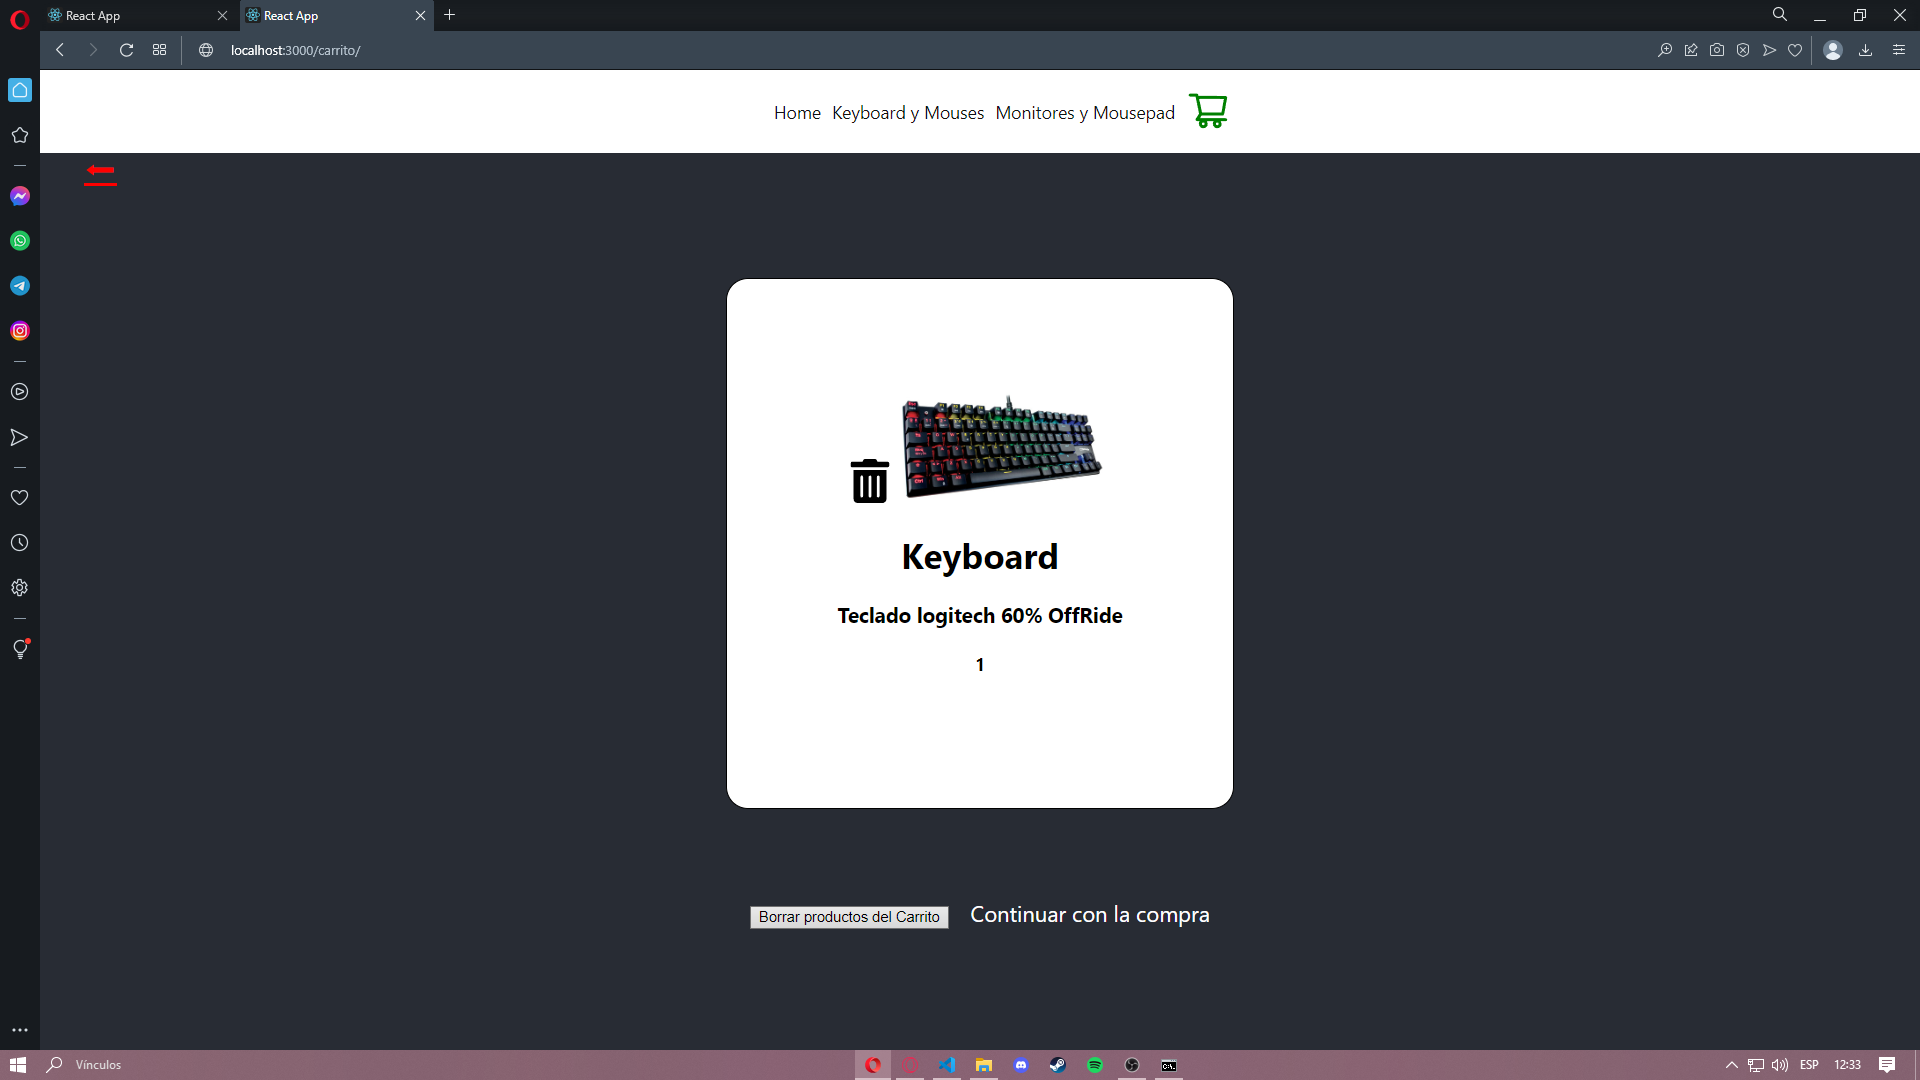 React App
React App
localhost:3000/carrito/
Home Keyboard y Mouses Monitores y Mousepad
Keyboard
Teclado logitech 60% OffRide
1
Borrar productos del Carrito Continuar con la compra
Vínculos
ESP 12:33